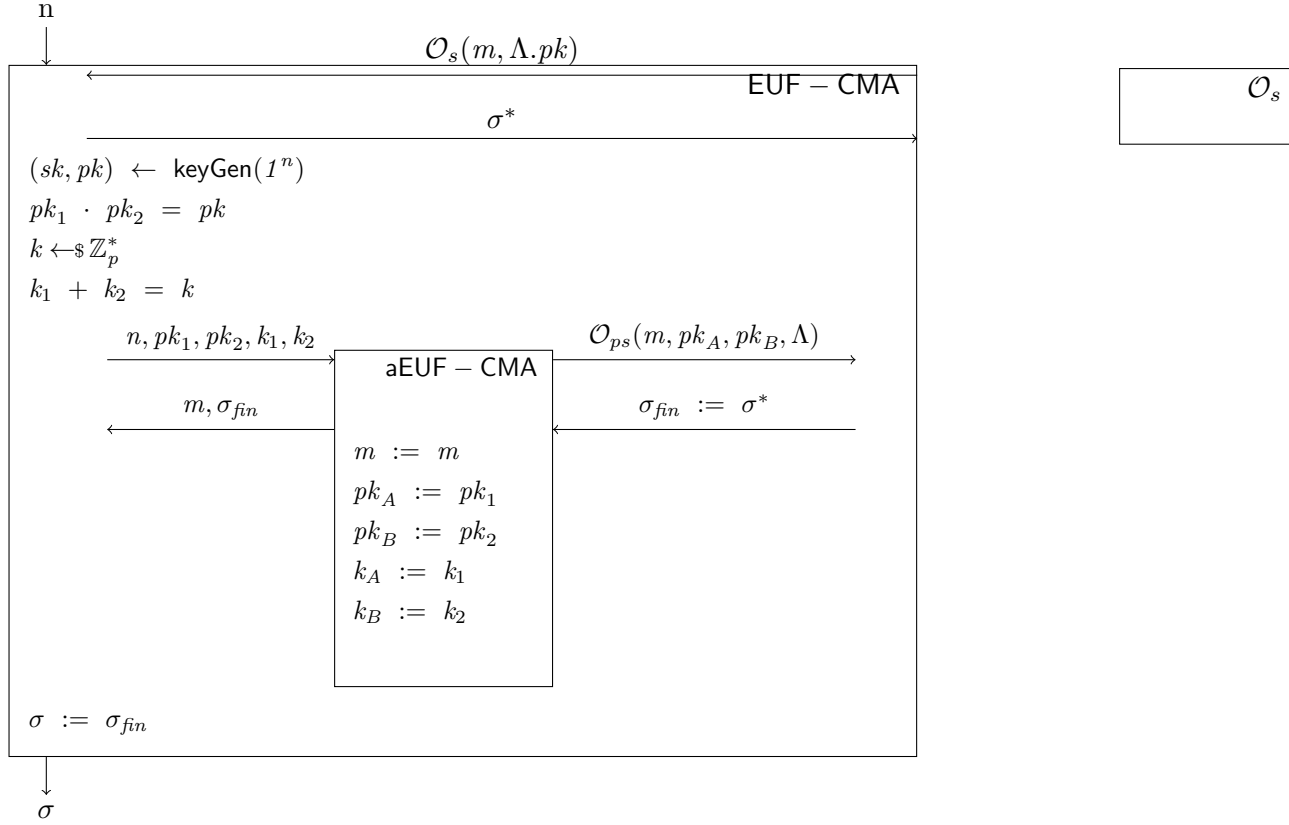 n
𝒪_s(m, Λ.pk)
EUF − CMA
𝒪_s
σ*
(sk, pk) ← keyGen(1^n)
pk_1 · pk_2 = pk
k ←$ ℤ_p^*
k_1 + k_2 = k
n, pk_1, pk_2, k_1, k_2
𝒪_ps(m, pk_A, pk_B, Λ)
aEUF − CMA
m, σ_fin
σ_fin := σ*
m := m
pk_A := pk_1
pk_B := pk_2
k_A := k_1
k_B := k_2
σ := σ_fin
σ